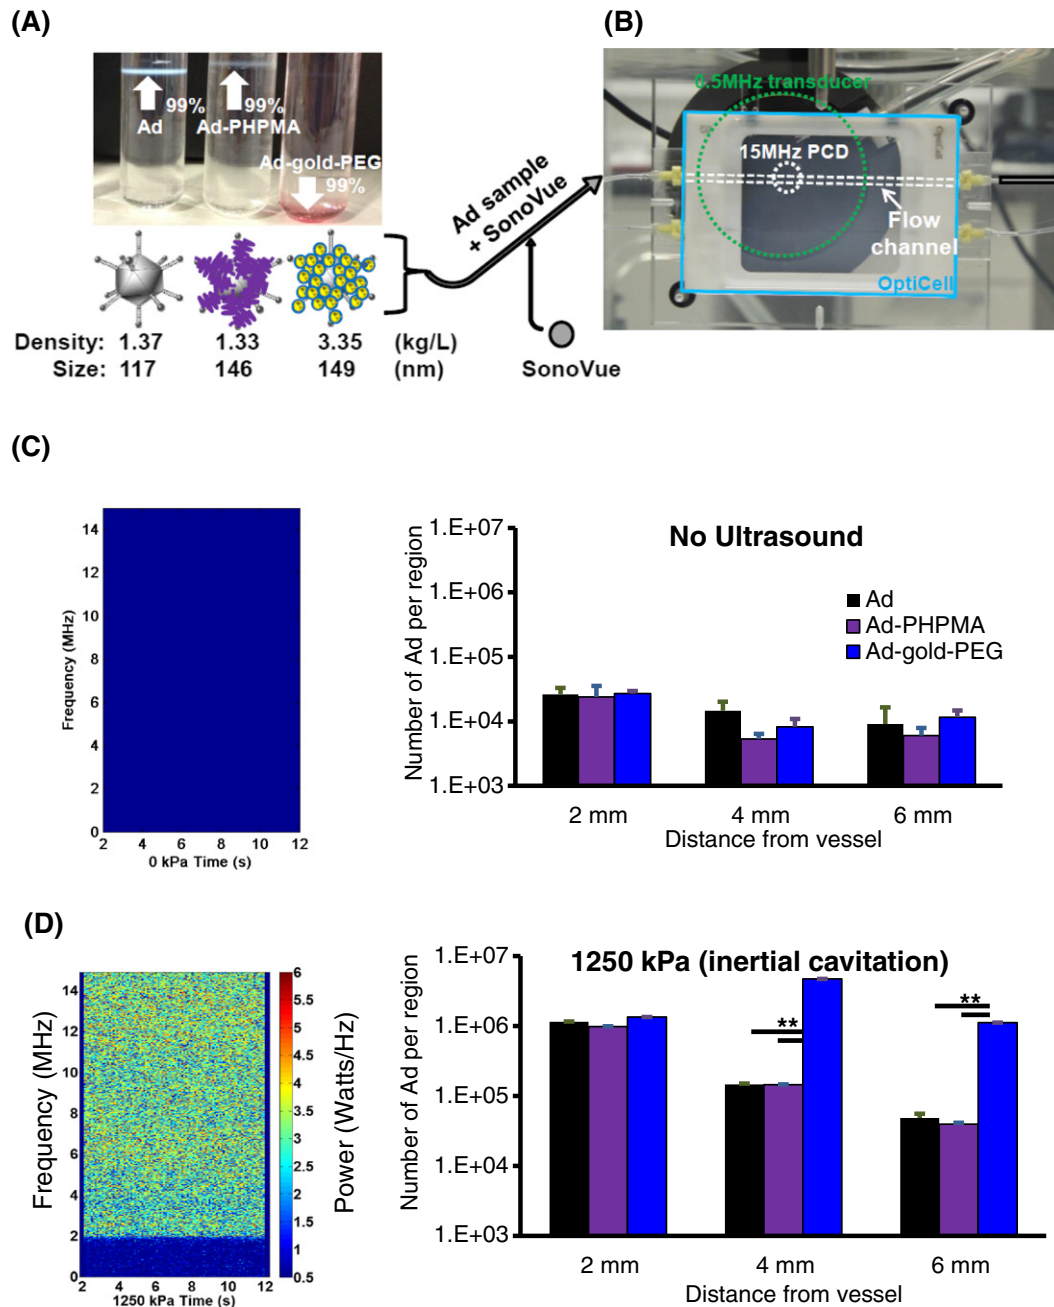 (A)
99%
Ad
99%
Ad-PHPMA
Ad-gold-PEG
99%
Density: 1.37 1.33 3.35 (kg/L)
Size: 117 146 149 (nm)
Ad sample
+ SonoVue
SonoVue
(B)
0.5MHz transducer
OptiCell
15MHz PCD
Flow
channel
OptiCell
(C)
Frequency (MHz)
14
12
10
8
6
4
2
0
2 4 6 8 10 12
0 kPa Time (s)
No Ultrasound
Number of Ad per region
1.E+07
1.E+06
1.E+05
1.E+04
1.E+03
Ad
Ad-PHPMA
Ad-gold-PEG
2 mm 4 mm 6 mm
Distance from vessel
(D)
Frequency (MHz)
14
12
10
8
6
4
2
0
2 4 6 8 10 12
1250 kPa Time (s)
6
5.5
5
4.5
4
3.5
3
2.5
2
1.5
1
0.5
Power (Watts/Hz)
1250 kPa (inertial cavitation)
Number of Ad per region
1.E+07
1.E+06
1.E+05
1.E+04
1.E+03
**
**
2 mm 4 mm 6 mm
Distance from vessel